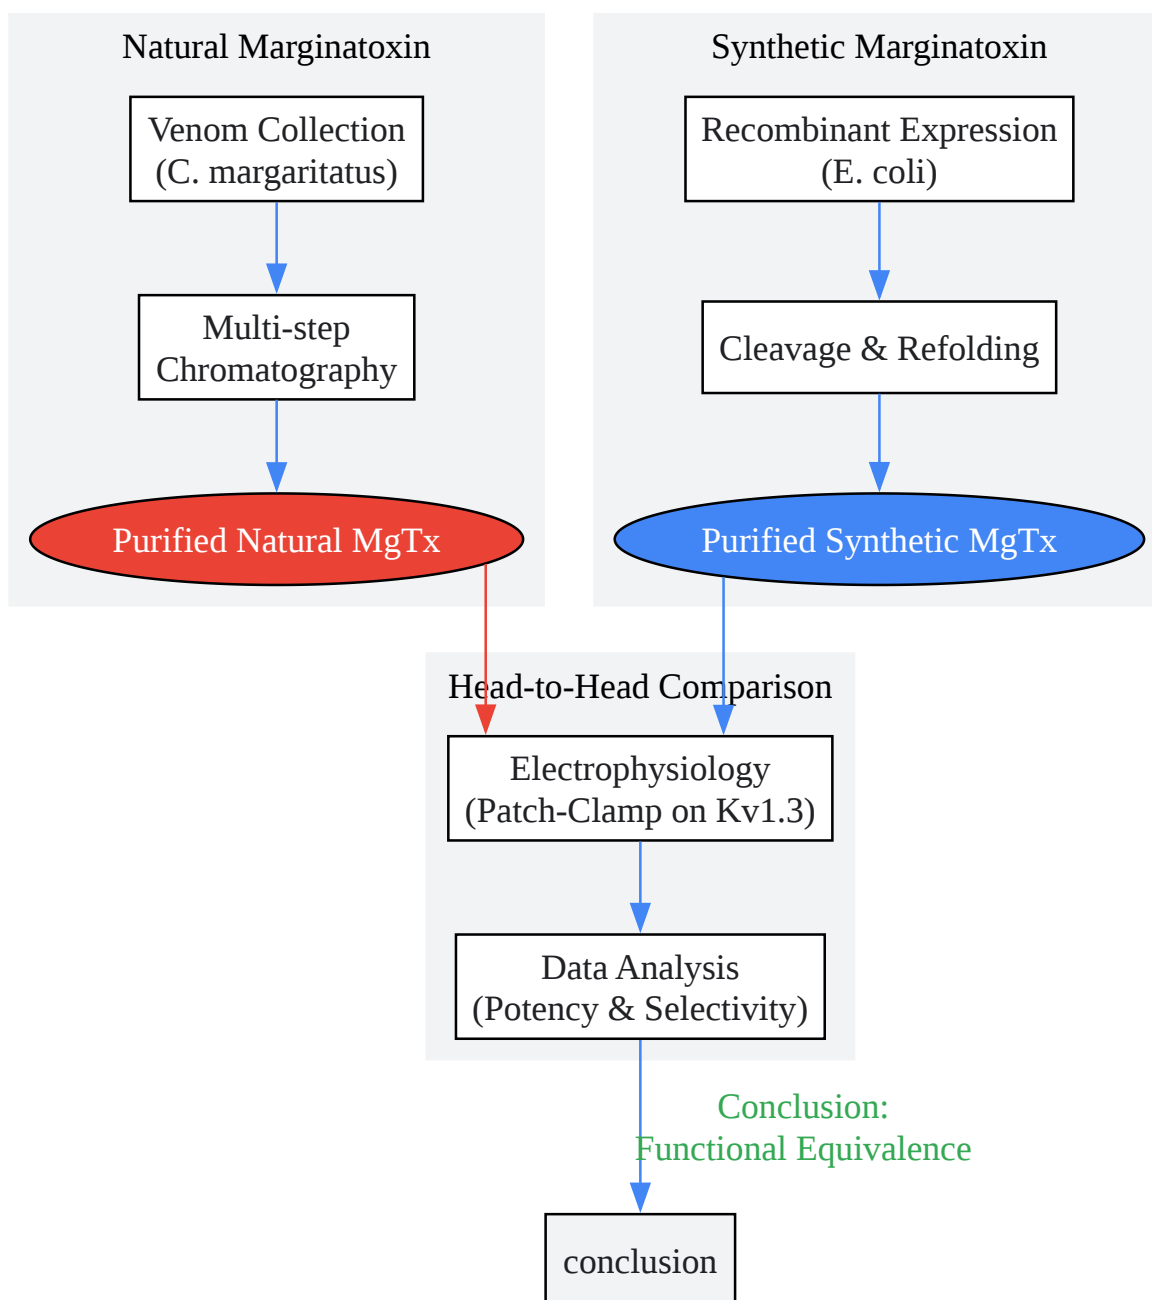 Natural Marginatoxin
Venom Collection
(C. margaritatus)
Multi-step
Chromatography
Purified Natural MgTx
Synthetic Marginatoxin
Recombinant Expression
(E. coli)
Cleavage & Refolding
Purified Synthetic MgTx
Head-to-Head Comparison
Electrophysiology
(Patch-Clamp on Kv1.3)
Data Analysis
(Potency & Selectivity)
Conclusion:
Functional Equivalence
conclusion